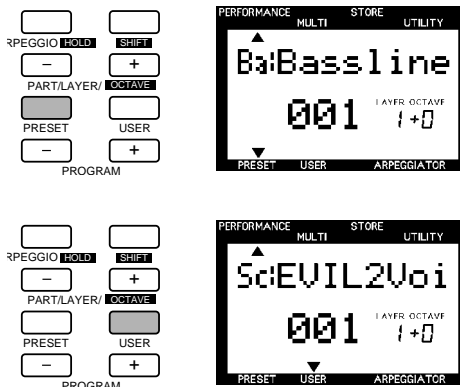 RPEGGIO HOLD SHIFT
– +
PART/LAYER/ OCTAVE
PRESET USER
– +
PROGRAM
PERFORMANCE STORE
MULTI UTILITY
Ba:Bassline
001 LAYER OCTAVE
1 +0
PRESET USER ARPEGGIATOR
RPEGGIO HOLD SHIFT
– +
PART/LAYER/ OCTAVE
PRESET USER
– +
PROGRAM
PERFORMANCE STORE
MULTI UTILITY
Sc:EVIL2Voi
001 LAYER OCTAVE
1 +0
PRESET USER ARPEGGIATOR